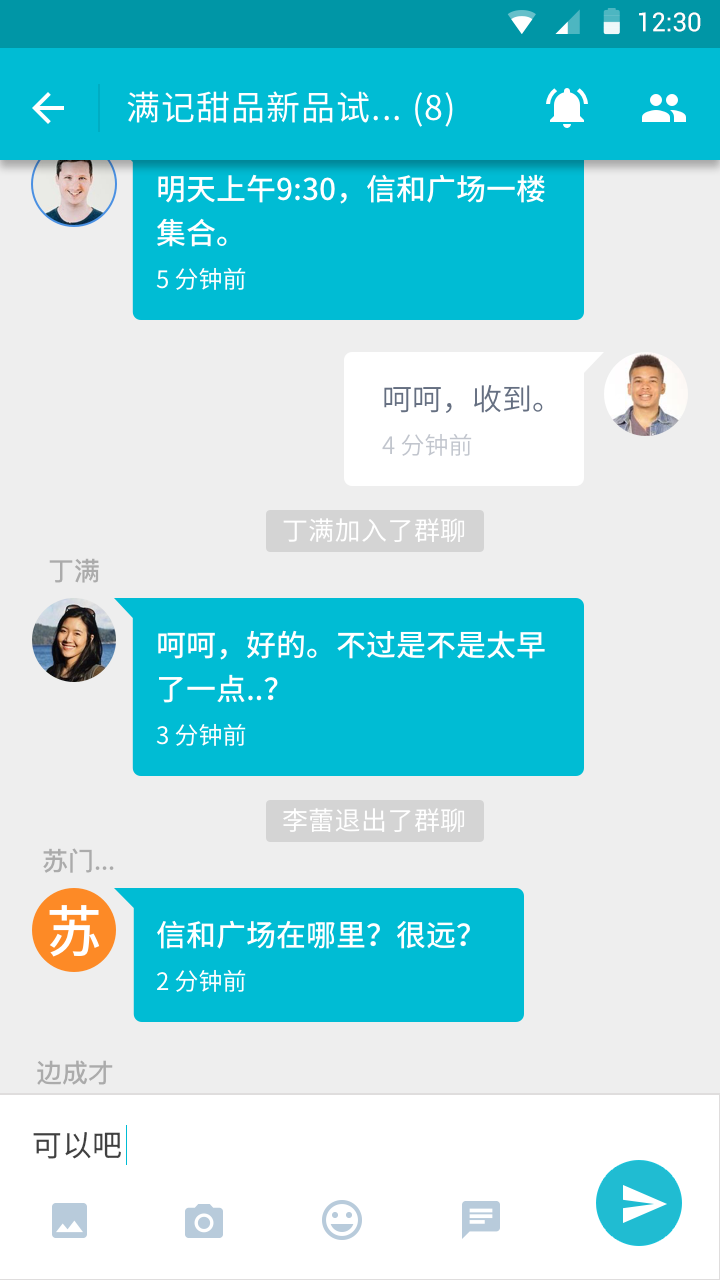 12:30
满记甜品新品试... (8)
明天上午9:30，信和广场一楼
集合。
5 分钟前
呵呵，收到。
4 分钟前
丁满加入了群聊
丁满
呵呵，好的。不过是不是太早
了一点..？
3 分钟前
李蕾退出了群聊
苏门...
苏
信和广场在哪里？很远？
2 分钟前
边成才
可以吧